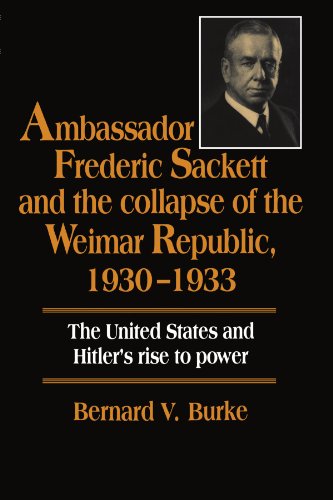 Ambassador
Frederic Sackett
and the collapse of the
Weimar Republic,
1930–1933
The United States and
Hitler's rise to power
Bernard V. Burke